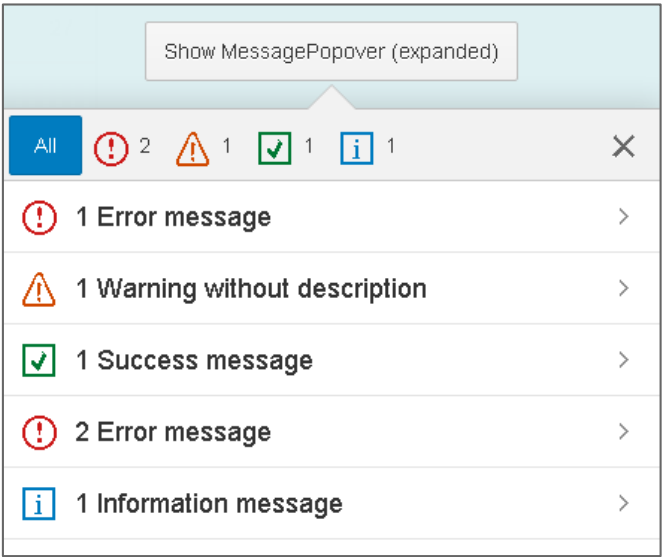 Show MessagePopover (expanded)
All 2 1 1 1
1 Error message
1 Warning without description
1 Success message
2 Error message
1 Information message